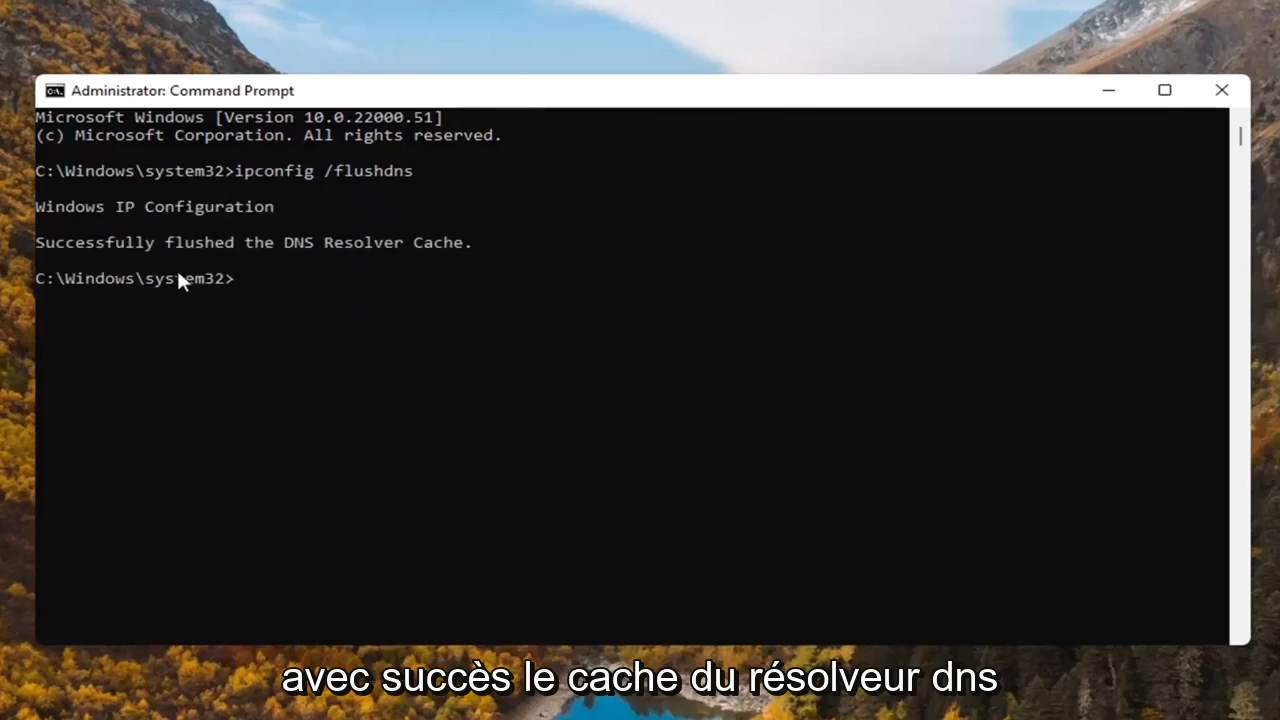 Administrator: Command Prompt
Microsoft Windows [Version 10.0.22000.51]
(c) Microsoft Corporation. All rights reserved.
C:\Windows\system32>ipconfig /flushdns
Windows IP Configuration
Successfully flushed the DNS Resolver Cache.
C:\Windows\system32>
avec succès le cache du résolveur dns